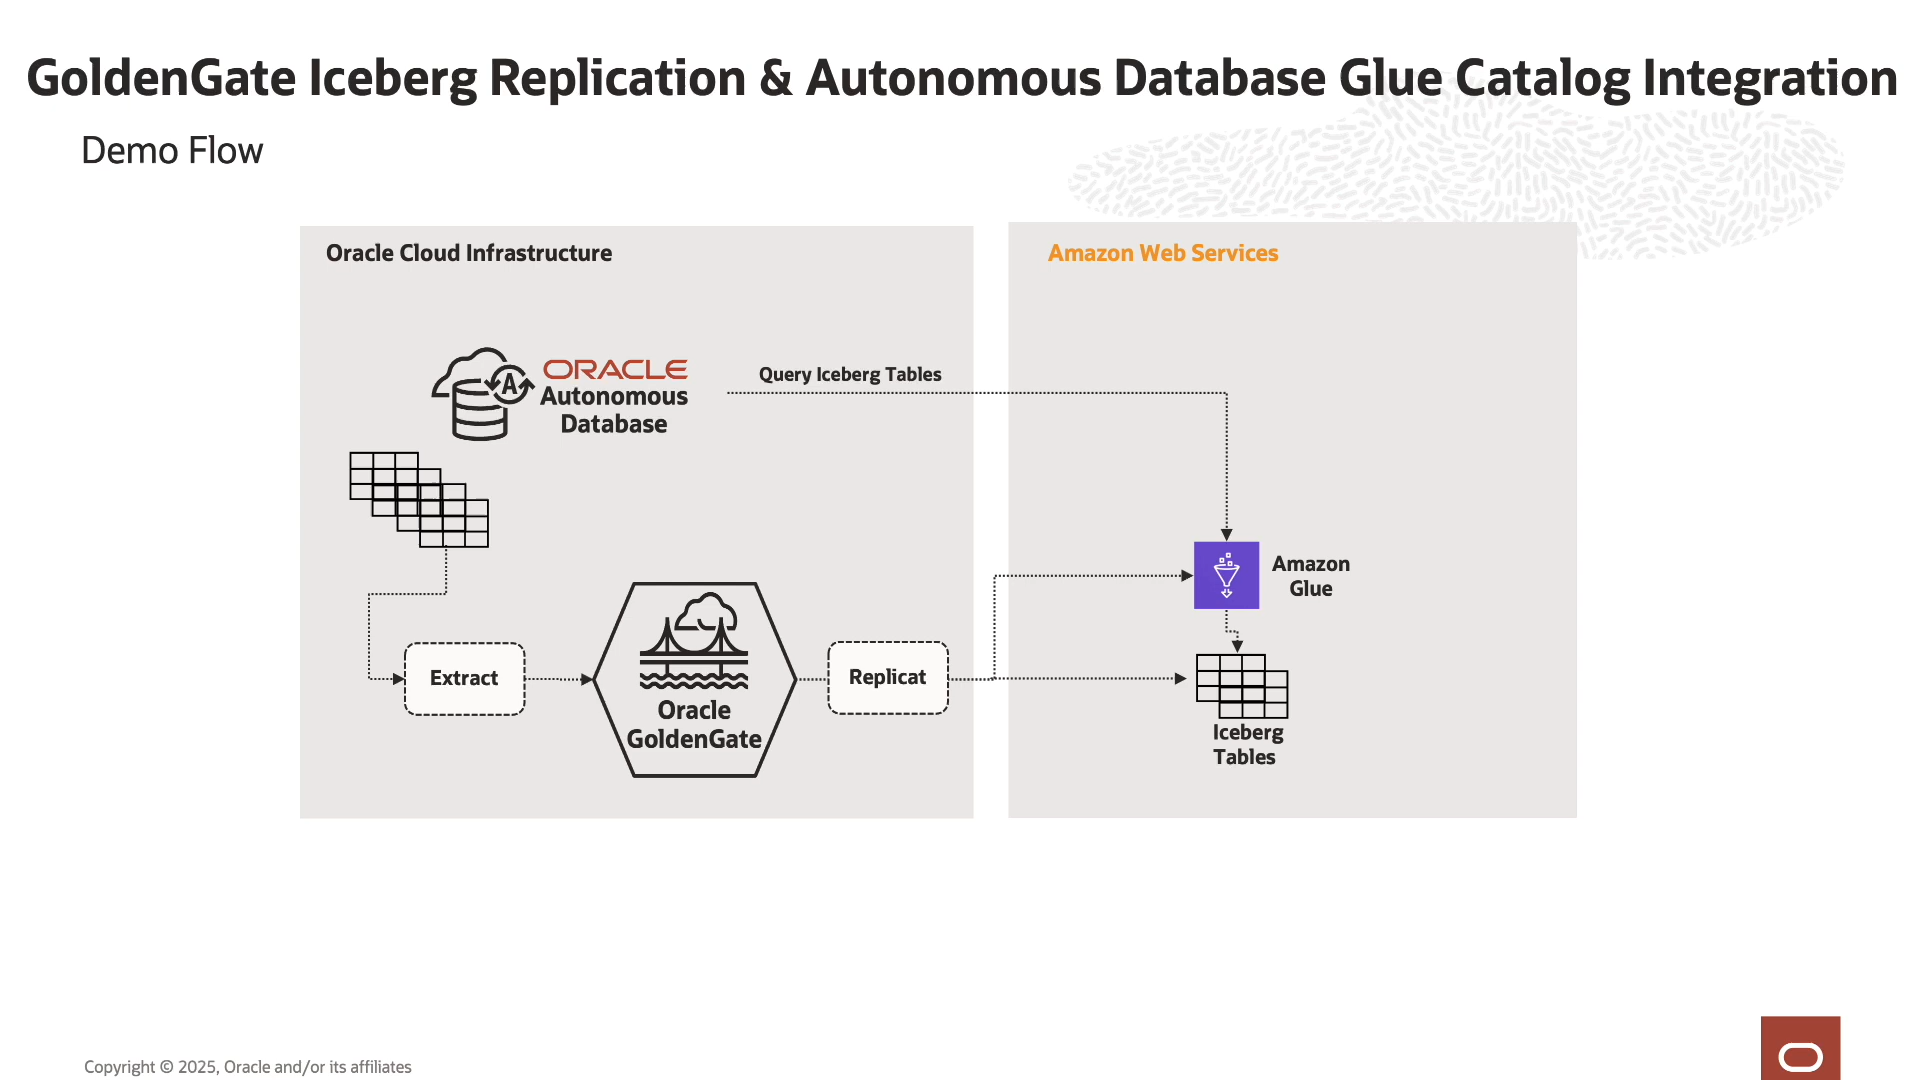 GoldenGate Iceberg Replication & Autonomous Database Glue Catalog Integration
Demo Flow
Oracle Cloud Infrastructure
Amazon Web Services
A
ORACLE
Autonomous
Database
Query Iceberg Tables
Amazon
Glue
Extract
Oracle
GoldenGate
Replicat
Iceberg
Tables
Copyright © 2025, Oracle and/or its affiliates